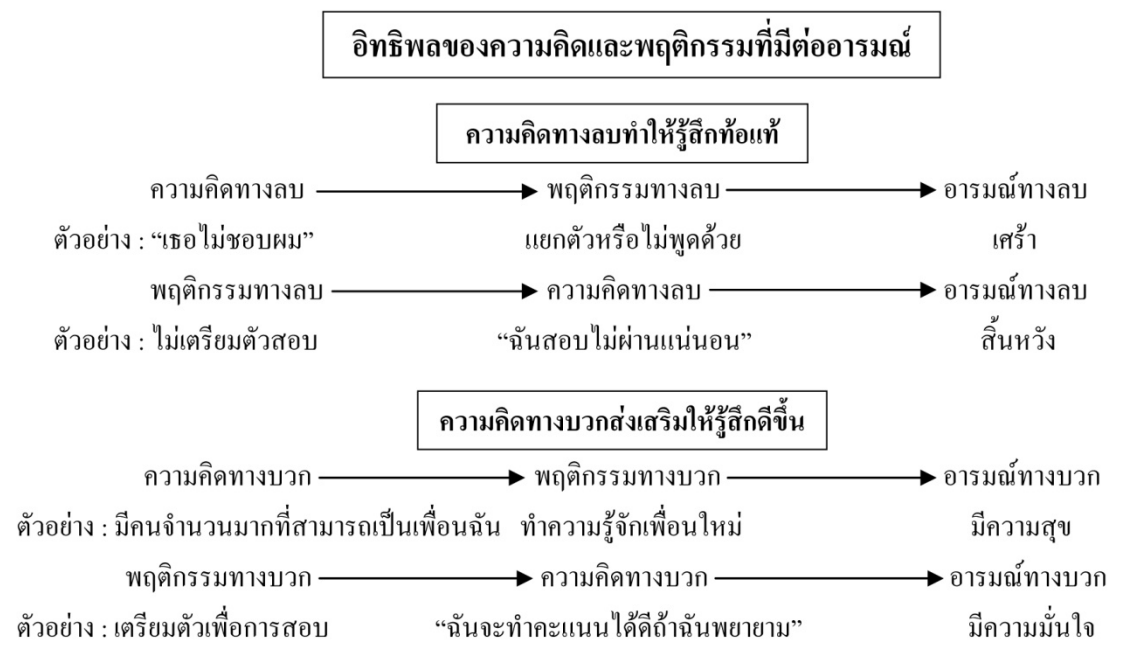 อิทธิพลของความคิดและพฤติกรรมที่มีต่ออารมณ์
ความคิดทางลบทำให้รู้สึกท้อแท้
ความคิดทางลบ พฤติกรรมทางลบ อารมณ์ทางลบ
ตัวอย่าง : “เธอไม่ชอบผม” แยกตัวหรือไม่พูดด้วย เศร้า
พฤติกรรมทางลบ ความคิดทางลบ อารมณ์ทางลบ
ตัวอย่าง : ไม่เตรียมตัวสอบ “ฉันสอบไม่ผ่านแน่นอน” สิ้นหวัง
ความคิดทางบวกส่งเสริมให้รู้สึกดีขึ้น
ความคิดทางบวก พฤติกรรมทางบวก อารมณ์ทางบวก
ตัวอย่าง : มีคนจำนวนมากที่สามารถเป็นเพื่อนฉัน ทำความรู้จักเพื่อนใหม่ มีความสุข
พฤติกรรมทางบวก ความคิดทางบวก อารมณ์ทางบวก
ตัวอย่าง : เตรียมตัวเพื่อการสอบ “ฉันจะทำคะแนนได้ดีถ้าฉันพยายาม” มีความมั่นใจ